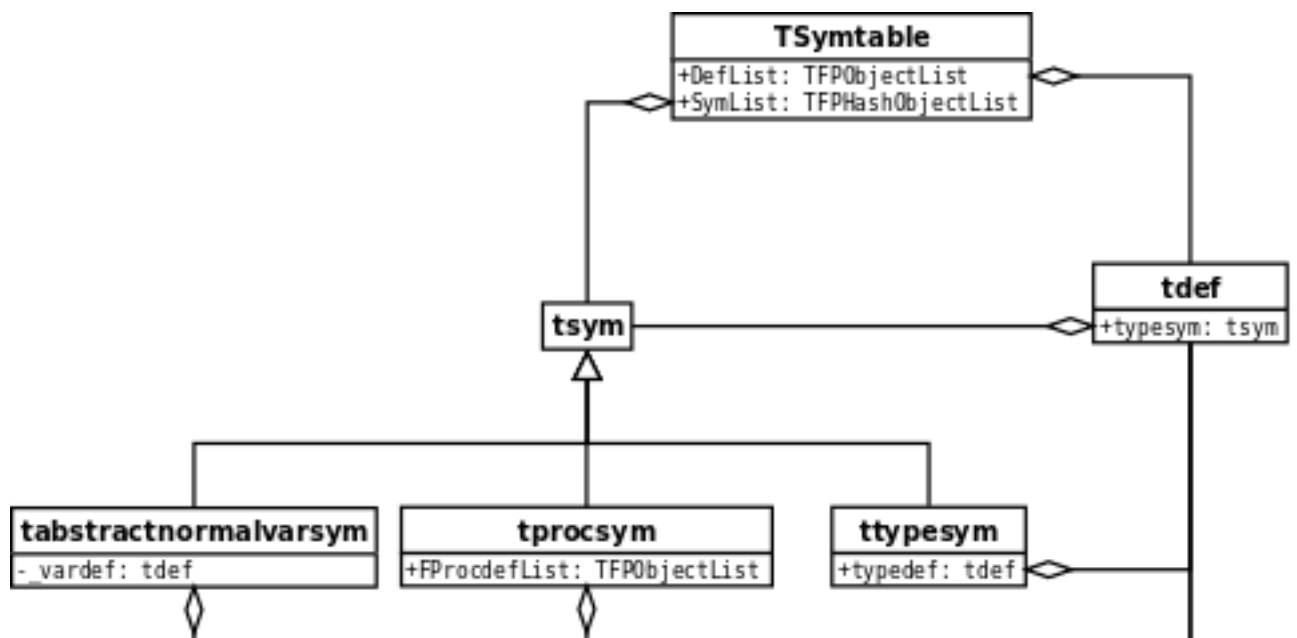 TSymtable
+DefList: TFPObjectList
+SymList: TFPHashObjectList
tdef
+typesym: tsym
tsym
tabstractnormalvarsym
-_vardef: tdef
tprocsym
+FProcdefList: TFPObjectList
ttypesym
+typedef: tdef